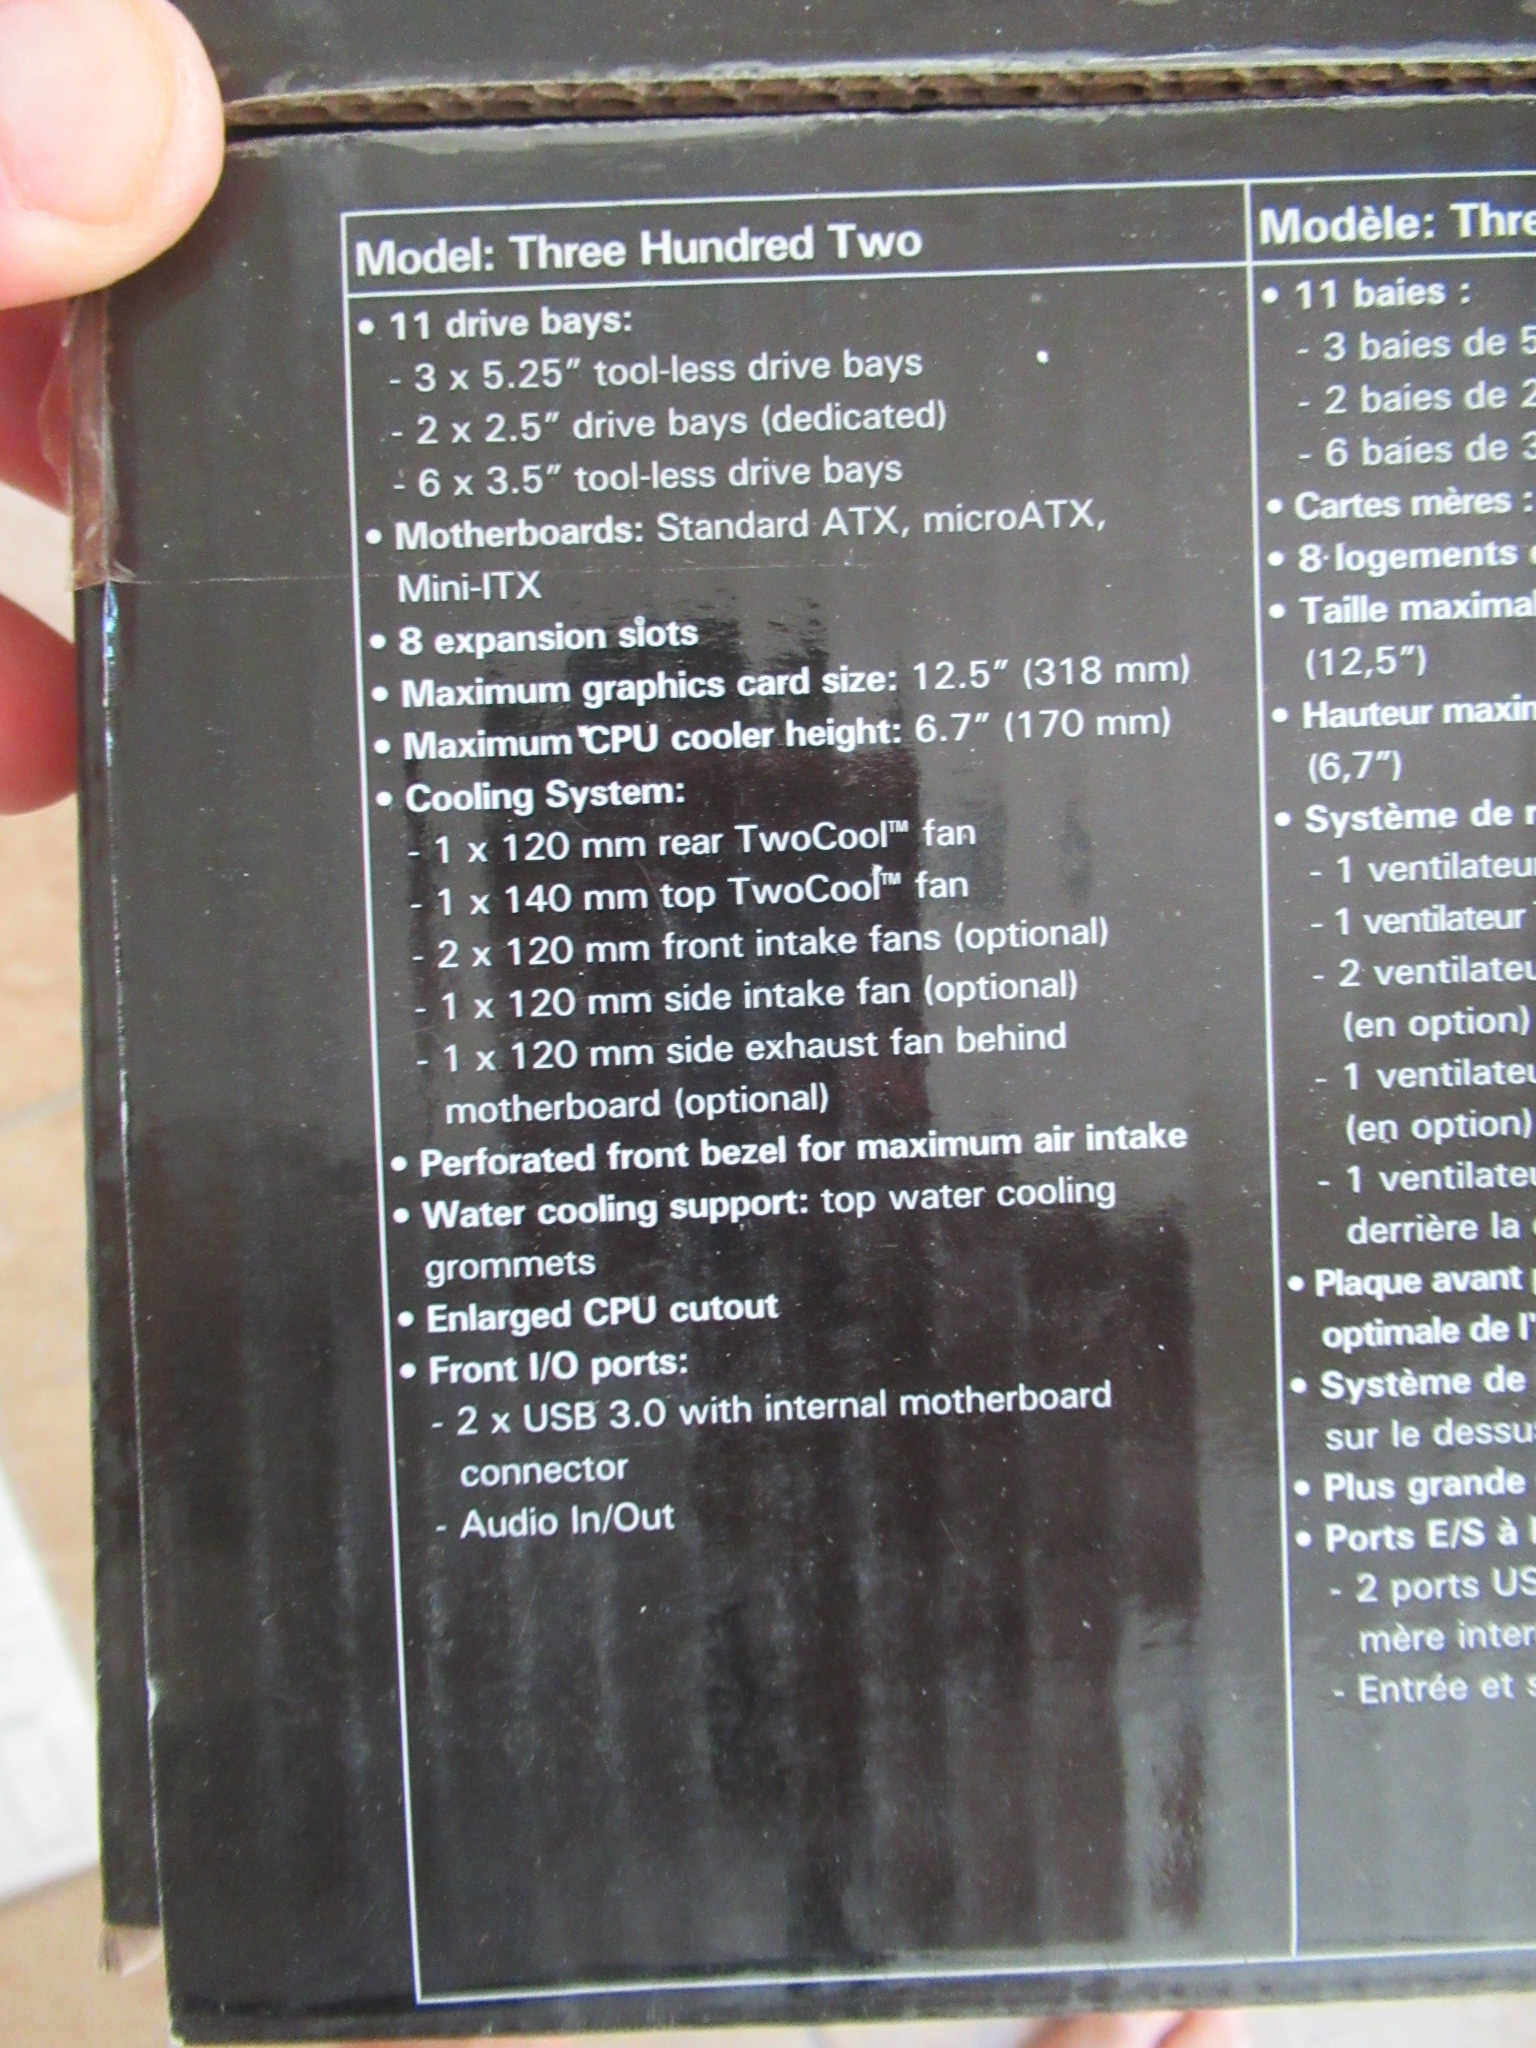 Model: Three Hundred Two
• 11 drive bays:
- 3 x 5.25" tool-less drive bays
- 2 x 2.5" drive bays (dedicated)
- 6 x 3.5" tool-less drive bays
• Motherboards: Standard ATX, microATX,
Mini-ITX
• 8 expansion slots
• Maximum graphics card size: 12.5" (318 mm)
• Maximum CPU cooler height: 6.7" (170 mm)
• Cooling System:
- 1 x 120 mm rear TwoCool™ fan
- 1 x 140 mm top TwoCool™ fan
- 2 x 120 mm front intake fans (optional)
- 1 x 120 mm side intake fan (optional)
- 1 x 120 mm side exhaust fan behind
motherboard (optional)
• Perforated front bezel for maximum air intake
• Water cooling support: top water cooling
grommets
• Enlarged CPU cutout
• Front I/O ports:
- 2 x USB 3.0 with internal motherboard
connector
- Audio In/Out
Modèle:
• 11 baies :
- 3 baies de
- 2 baies de
- 6 baies de
• Cartes mères :
• 8 logements
• Taille
(12,5")
• Hauteur
(6,7")
• Système de
- 1
- 1 ventilateur
- 2
(en option)
- 1
(en option)
- 1
derrière la
• Plaque avant
optimale de
• Système de
sur le
• Plus grande
• Ports E/S à
- 2 ports
mère
- Entrée et